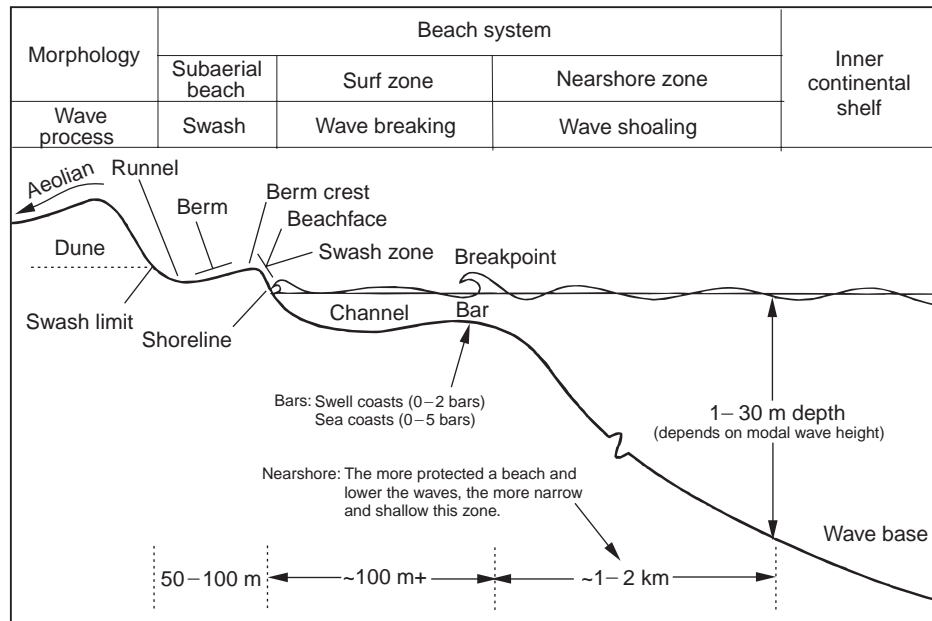 Morphology
Beach system
Inner
continental
shelf
Subaerial
beach
Surf zone
Nearshore zone
Wave
process
Swash
Wave breaking
Wave shoaling
Aeolian
Runnel
Berm
Berm crest
Beachface
Swash zone
Breakpoint
Dune
Swash limit
Shoreline
Channel
Bar
Bars: Swell coasts (0–2 bars)
Sea coasts (0–5 bars)
1–30 m depth
(depends on modal wave height)
Nearshore: The more protected a beach and
lower the waves, the more narrow
and shallow this zone.
Wave base
50–100 m
~100 m+
~1–2 km